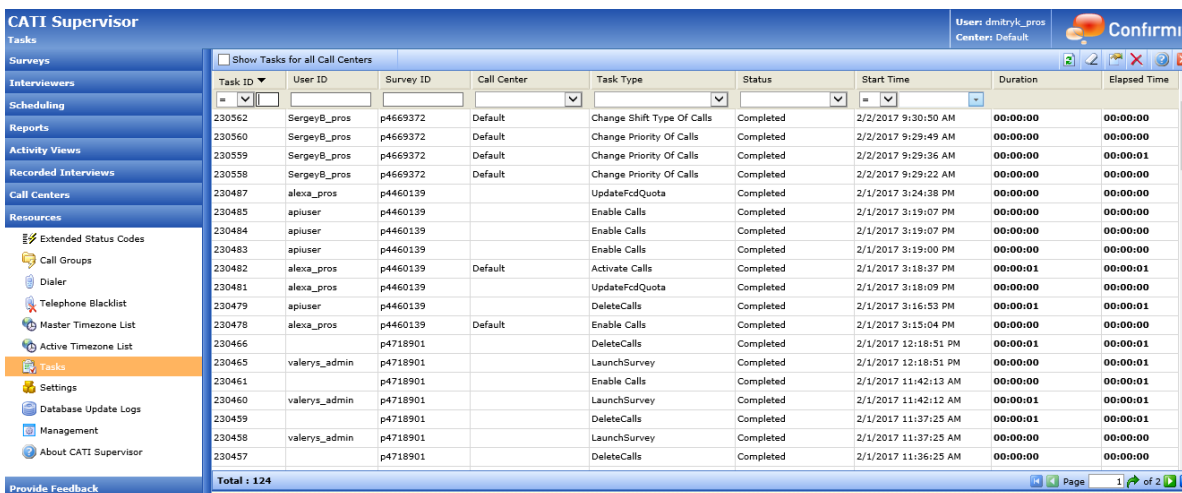 CATI Supervisor
Tasks
User: dmitryk_pros
Center: Default
Surveys
Interviewers
Scheduling
Reports
Activity Views
Recorded Interviews
Call Centers
Resources
Extended Status Codes
Call Groups
Dialer
Telephone Blacklist
Master Timezone List
Active Timezone List
Tasks
Settings
Database Update Logs
Management
About CATI Supervisor
Provide Feedback
Show Tasks for all Call Centers
Task ID User ID Survey ID Call Center Task Type Status Start Time Duration Elapsed Time
= =
230562 SergeyB_pros p4669372 Default Change Shift Type Of Calls Completed 2/2/2017 9:30:50 AM 00:00:00 00:00:00
230560 SergeyB_pros p4669372 Default Change Priority Of Calls Completed 2/2/2017 9:29:49 AM 00:00:00 00:00:00
230559 SergeyB_pros p4669372 Default Change Priority Of Calls Completed 2/2/2017 9:29:36 AM 00:00:00 00:00:01
230558 SergeyB_pros p4669372 Default Change Priority Of Calls Completed 2/2/2017 9:29:22 AM 00:00:00 00:00:00
230487 alexa_pros p4460139 UpdateFcdQuota Completed 2/1/2017 3:24:38 PM 00:00:00 00:00:00
230485 apiuser p4460139 Enable Calls Completed 2/1/2017 3:19:07 PM 00:00:00 00:00:00
230484 apiuser p4460139 Enable Calls Completed 2/1/2017 3:19:07 PM 00:00:00 00:00:00
230483 apiuser p4460139 Enable Calls Completed 2/1/2017 3:19:00 PM 00:00:00 00:00:00
230482 alexa_pros p4460139 Default Activate Calls Completed 2/1/2017 3:18:37 PM 00:00:01 00:00:01
230481 alexa_pros p4460139 UpdateFcdQuota Completed 2/1/2017 3:18:09 PM 00:00:00 00:00:00
230479 apiuser p4460139 DeleteCalls Completed 2/1/2017 3:16:53 PM 00:00:01 00:00:01
230478 alexa_pros p4460139 Default Enable Calls Completed 2/1/2017 3:15:04 PM 00:00:00 00:00:00
230466 p4718901 DeleteCalls Completed 2/1/2017 12:18:51 PM 00:00:01 00:00:01
230465 valerys_admin p4718901 LaunchSurvey Completed 2/1/2017 12:18:51 PM 00:00:00 00:00:00
230461 p4718901 Enable Calls Completed 2/1/2017 11:42:13 AM 00:00:00 00:00:01
230460 valerys_admin p4718901 LaunchSurvey Completed 2/1/2017 11:42:12 AM 00:00:01 00:00:00
230459 p4718901 DeleteCalls Completed 2/1/2017 11:37:25 AM 00:00:01 00:00:01
230458 valerys_admin p4718901 LaunchSurvey Completed 2/1/2017 11:37:25 AM 00:00:00 00:00:00
230457 p4718901 DeleteCalls Completed 2/1/2017 11:36:25 AM 00:00:00 00:00:00
Total : 124 Page 1 of 2